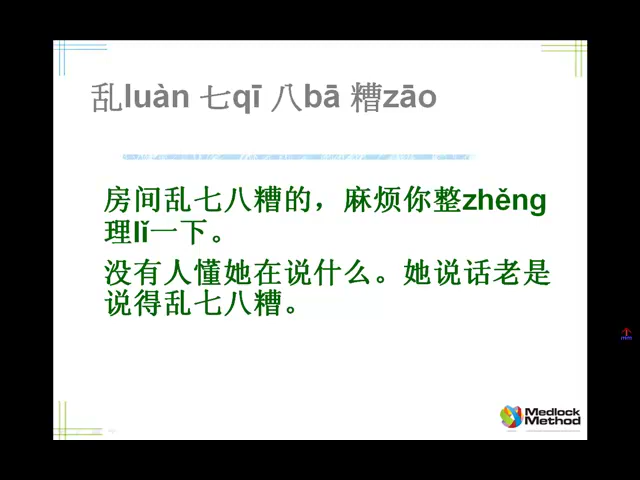 乱luàn 七qī 八bā 糟zāo
房间乱七八糟的，麻烦你整zhěng
理lǐ一下。
没有人懂她在说什么。她说话老是
说得乱七八糟。
Medlock
Method